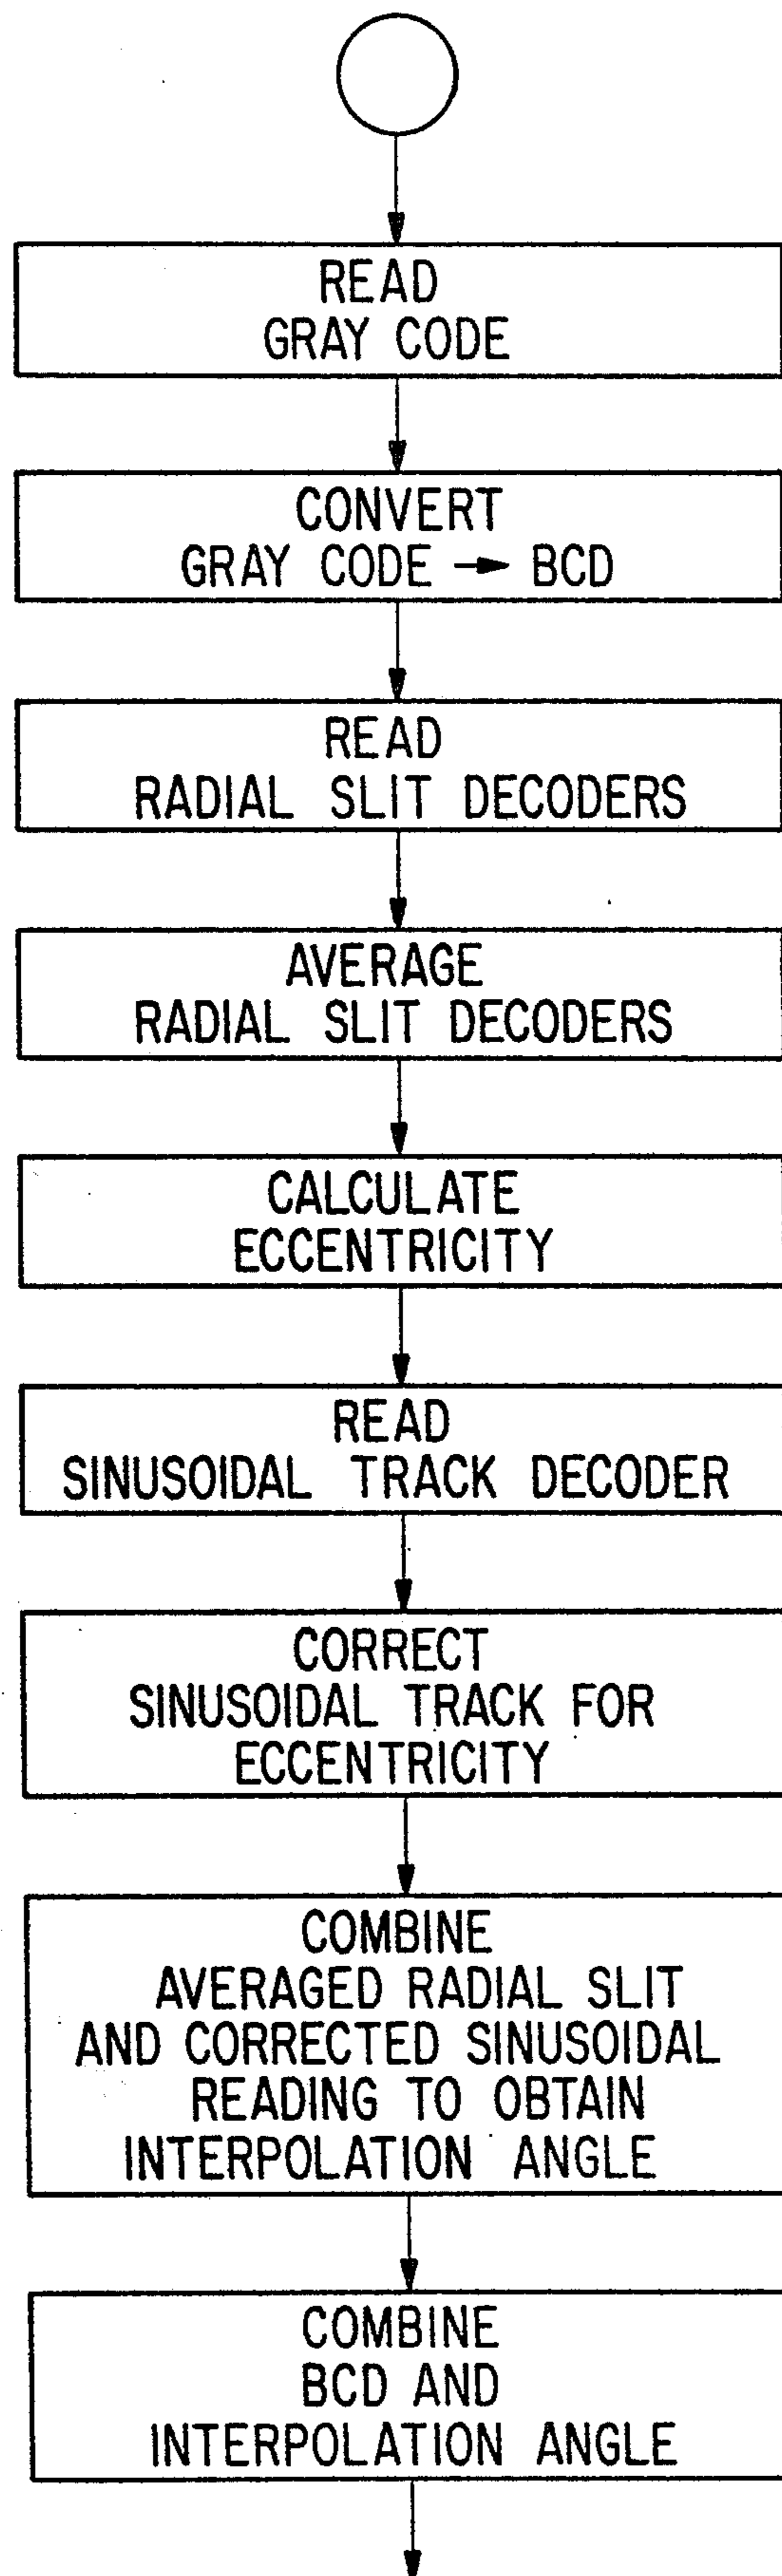 READ
GRAY CODE
CONVERT
GRAY CODE → BCD
READ
RADIAL SLIT DECODERS
AVERAGE
RADIAL SLIT DECODERS
CALCULATE
ECCENTRICITY
READ
SINUSOIDAL TRACK DECODER
CORRECT
SINUSOIDAL TRACK FOR
ECCENTRICITY
COMBINE
AVERAGED RADIAL SLIT
AND CORRECTED SINUSOIDAL
READING TO OBTAIN
INTERPOLATION ANGLE
COMBINE
BCD AND
INTERPOLATION ANGLE